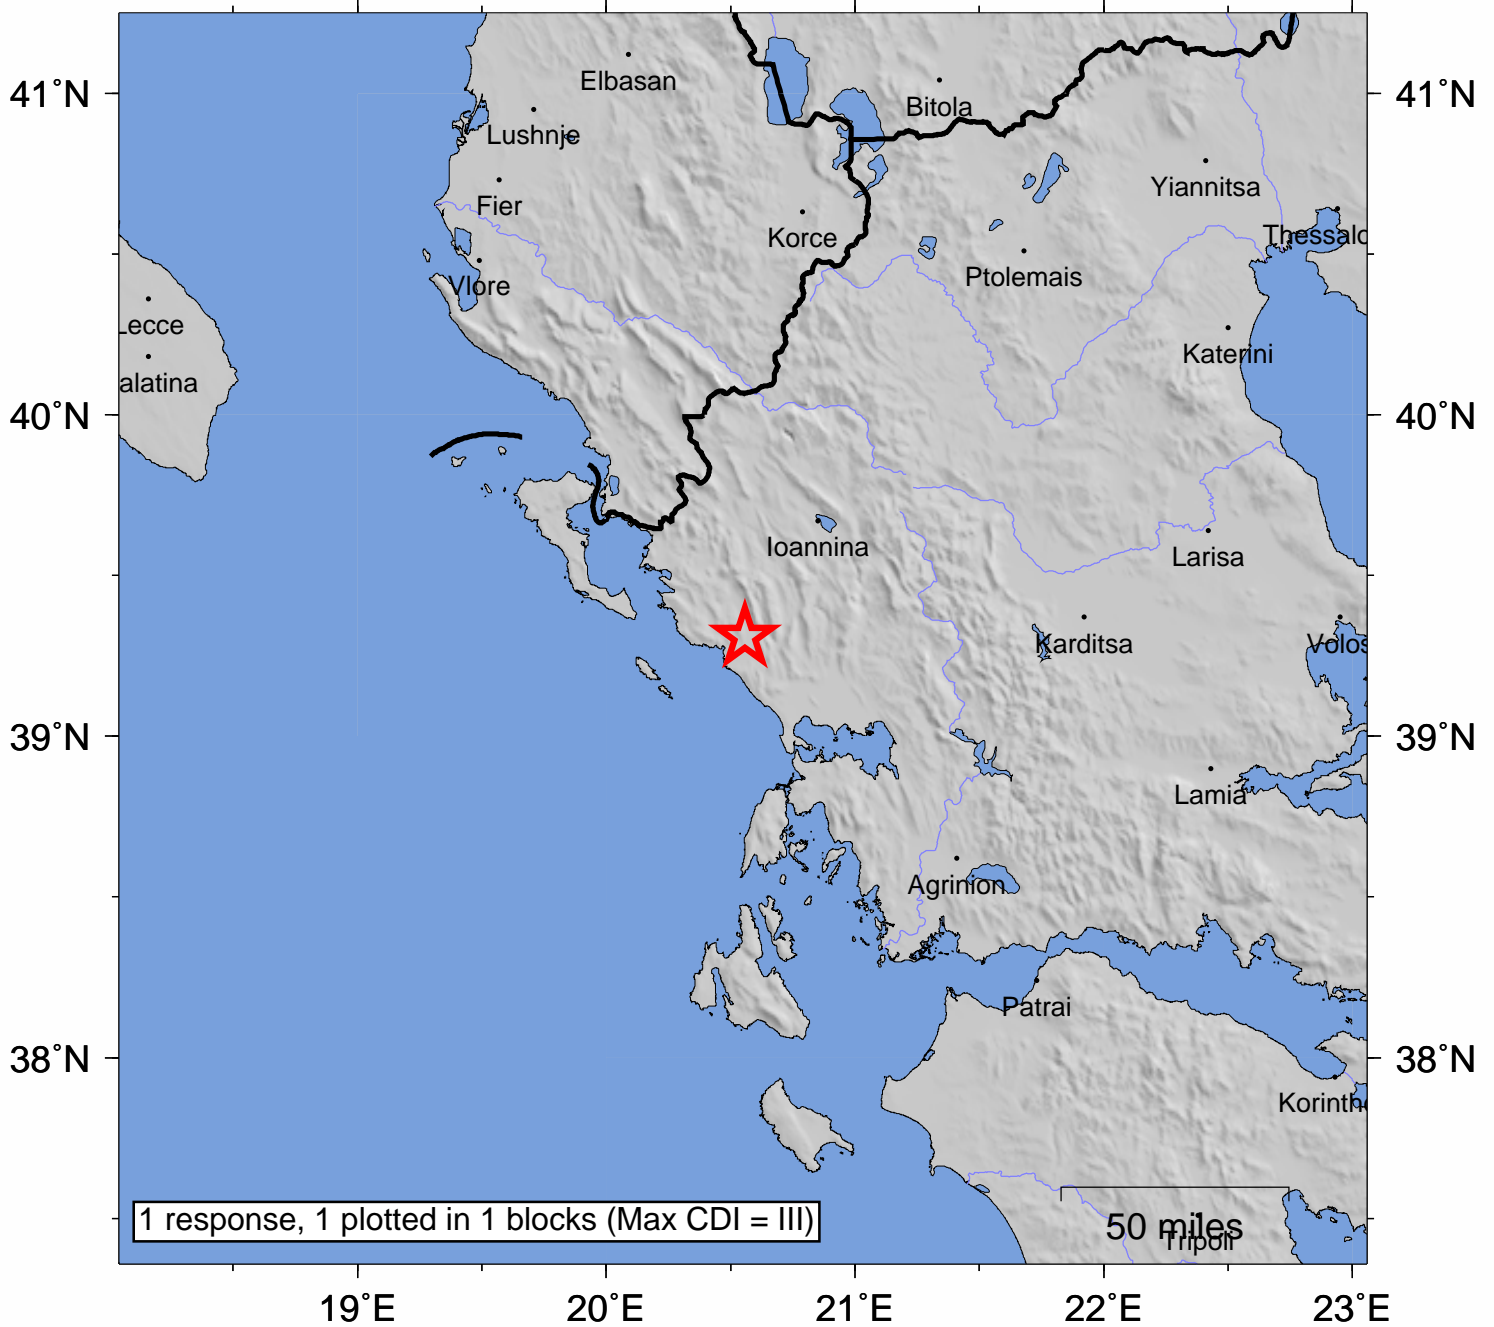 Elbasan
41°N
Bitola
41°N
Lushnje
Yiannitsa
Fier
Korce
Thessalo
Ptolemais
Vlore
ecce
Katerini
alatina
40°N
40°N
Ioannina
Larisa
Karditsa
Volos
39°N
39°N
Lamia
Agrinion
Patrai
38°N
38°N
Korinth
1 response, 1 plotted in 1 blocks (Max CDI = III)
50 miles
Tripoli
19°E
20°E
21°E
22°E
23°E